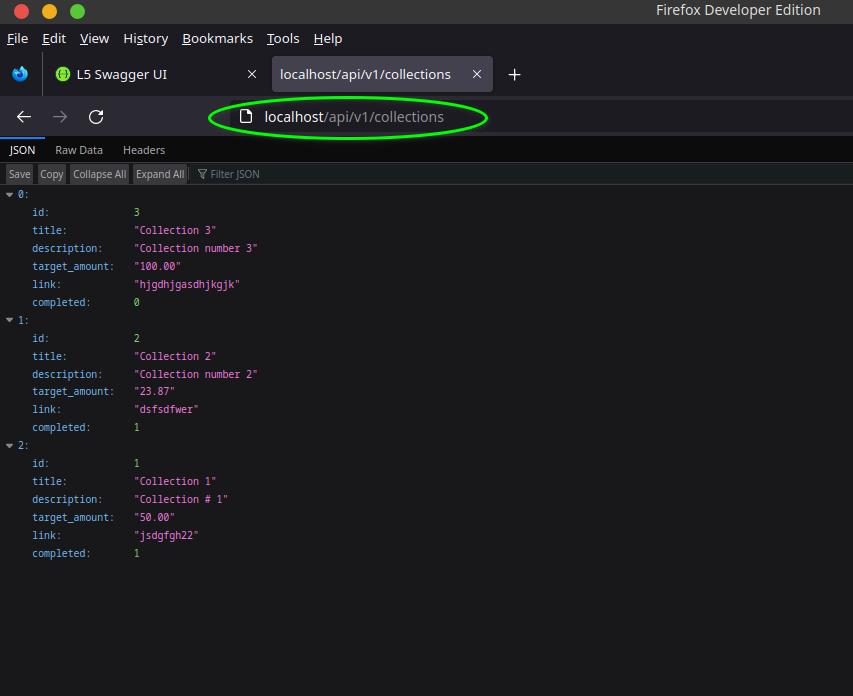 Firefox Developer Edition
File Edit View History Bookmarks Tools Help
L5 Swagger UI localhost/api/v1/collections
localhost/api/v1/collections
JSON Raw Data Headers
Save Copy Collapse All Expand All Filter JSON
0:
id: 3
title: "Collection 3"
description: "Collection number 3"
target_amount: "100.00"
link: "hjgdhjgasdhjkgjk"
completed: 0
1:
id: 2
title: "Collection 2"
description: "Collection number 2"
target_amount: "23.87"
link: "dsfsdfwer"
completed: 1
2:
id: 1
title: "Collection 1"
description: "Collection # 1"
target_amount: "50.00"
link: "jsdgfgh22"
completed: 1